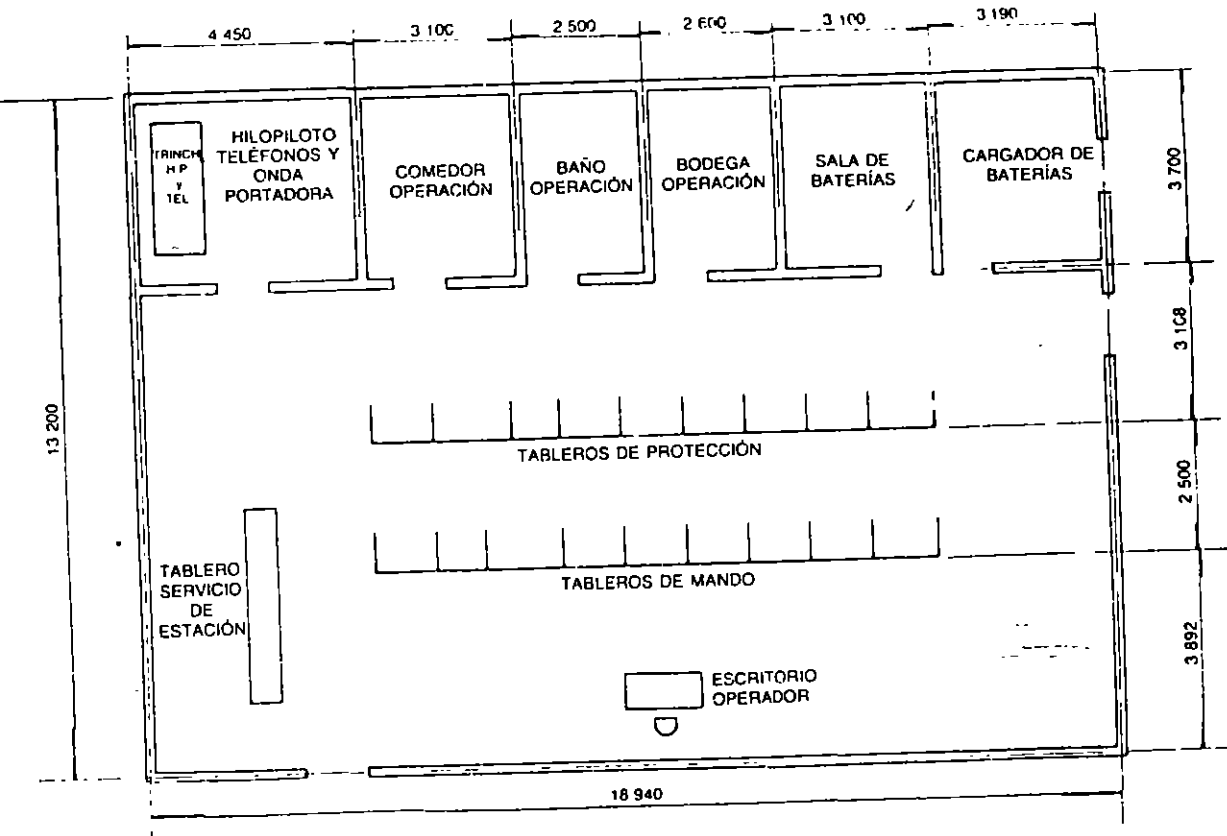 4 450
3 100
2 500
2 600
3 100
3 190
TRINCH
H P
y
TEL
HILOPILOTO
TELÉFONOS Y
ONDA
PORTADORA
COMEDOR
OPERACIÓN
BAÑO
OPERACIÓN
BODEGA
OPERACIÓN
SALA DE
BATERÍAS
CARGADOR DE
BATERÍAS
3 700
3 108
13 200
TABLEROS DE PROTECCIÓN
2 500
TABLEROS DE MANDO
TABLERO
SERVICIO
DE
ESTACIÓN
3 892
ESCRITORIO
OPERADOR
18 940